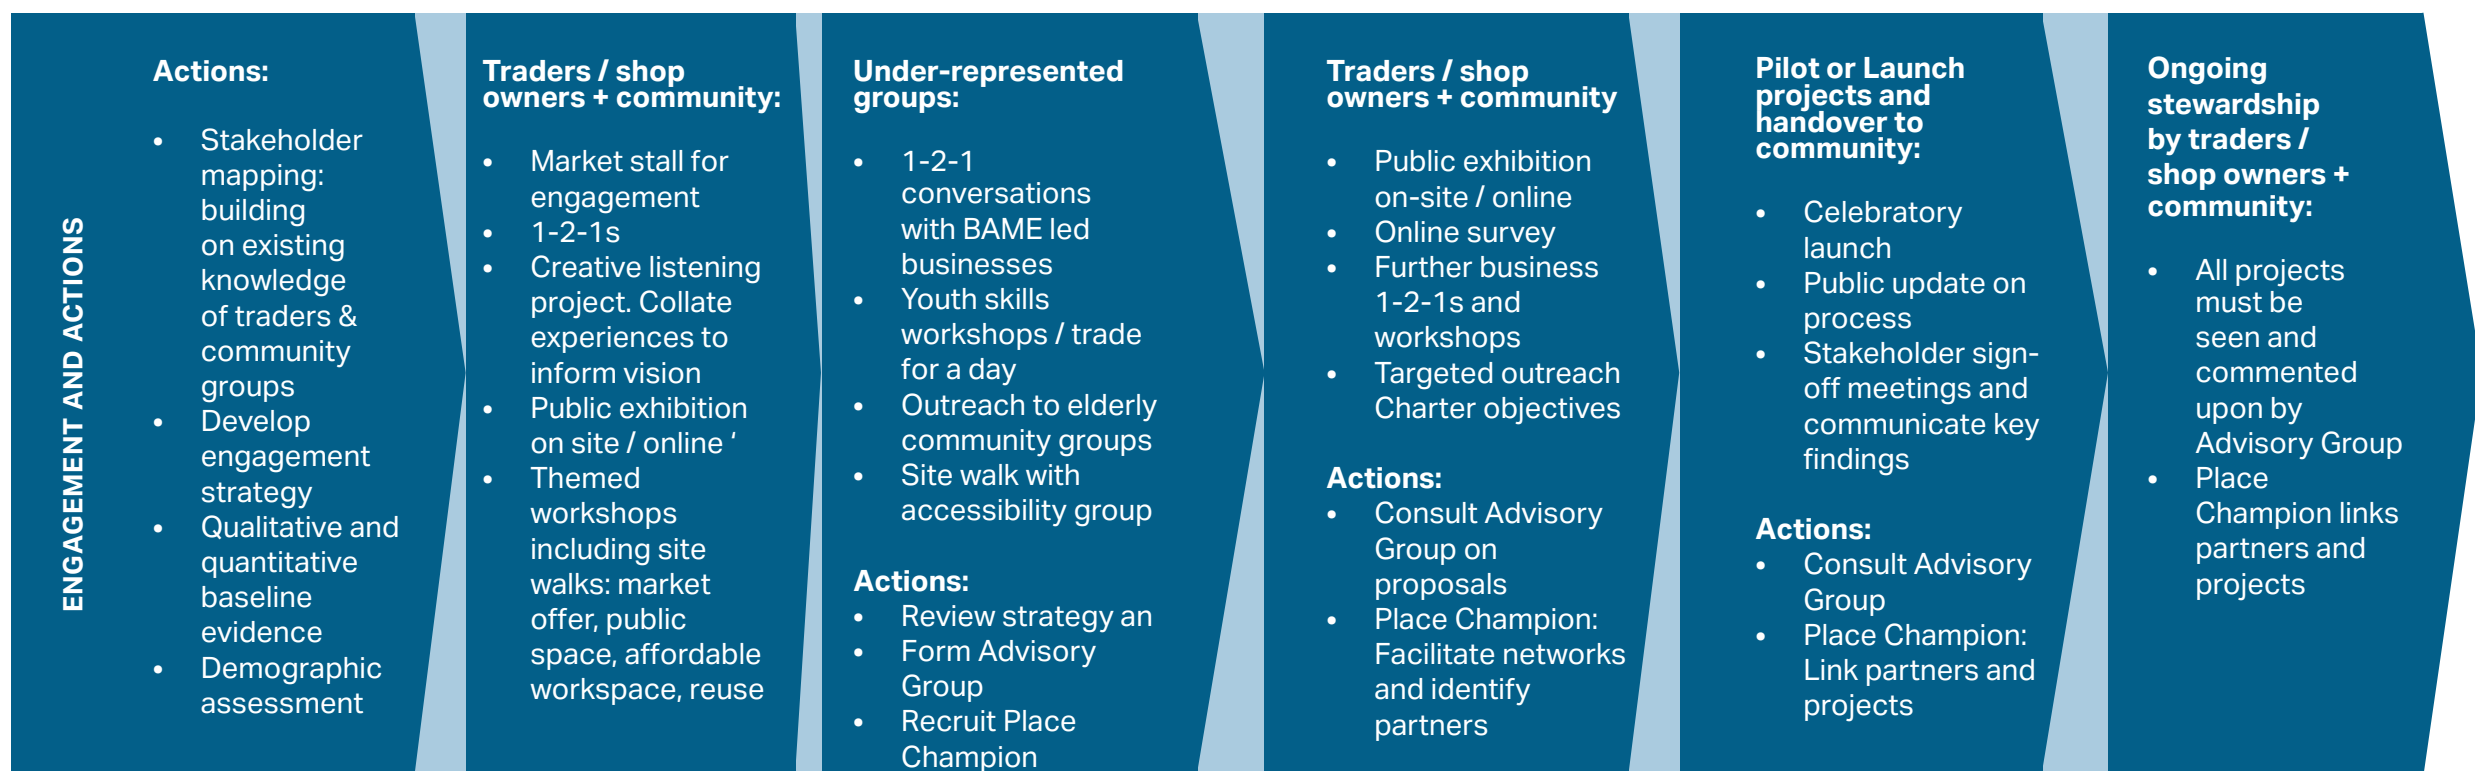 ENGAGEMENT AND ACTIONS
Actions:
• Stakeholder
mapping:
building
on existing
knowledge
of traders &
community
groups
• Develop
engagement
strategy
• Qualitative and
quantitative
baseline
evidence
• Demographic
assessment
Traders / shop
owners + community:
• Market stall for
engagement
• 1-2-1s
• Creative listening
project. Collate
experiences to
inform vision
• Public exhibition
on site / online ‘
• Themed
workshops
including site
walks: market
offer, public
space, affordable
workspace, reuse
Under-represented
groups:
• 1-2-1
conversations
with BAME led
businesses
• Youth skills
workshops / trade
for a day
• Outreach to elderly
community groups
• Site walk with
accessibility group
Actions:
• Review strategy an
• Form Advisory
Group
• Recruit Place
Champion
Traders / shop
owners + community
• Public exhibition
on-site / online
• Online survey
• Further business
1-2-1s and
workshops
• Targeted outreach
Charter objectives
Actions:
• Consult Advisory
Group on
proposals
• Place Champion:
Facilitate networks
and identify
partners
Pilot or Launch
projects and
handover to
community:
• Celebratory
launch
• Public update on
process
• Stakeholder sign-
off meetings and
communicate key
findings
Actions:
• Consult Advisory
Group
• Place Champion:
Link partners and
projects
Ongoing
stewardship
by traders /
shop owners +
community:
• All projects
must be
seen and
commented
upon by
Advisory Group
• Place
Champion links
partners and
projects